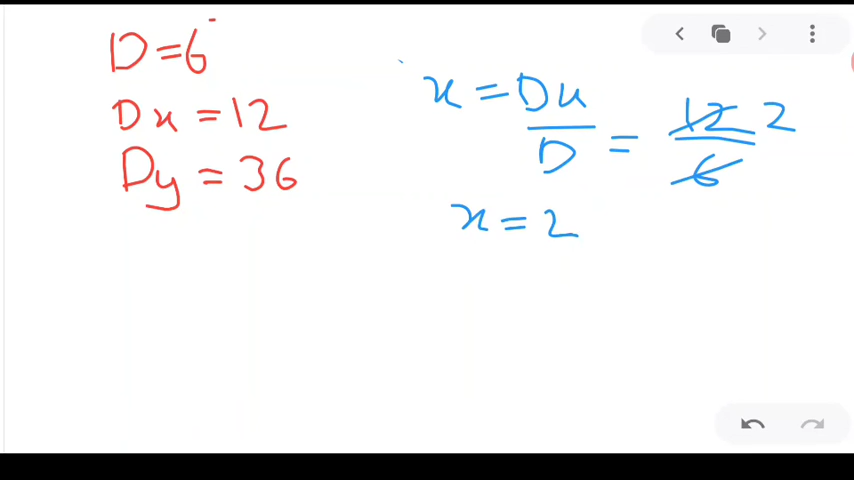 D = 6
Dx = 12
Dy = 36
x = Dx / D = 12 / 6 2
x = 2